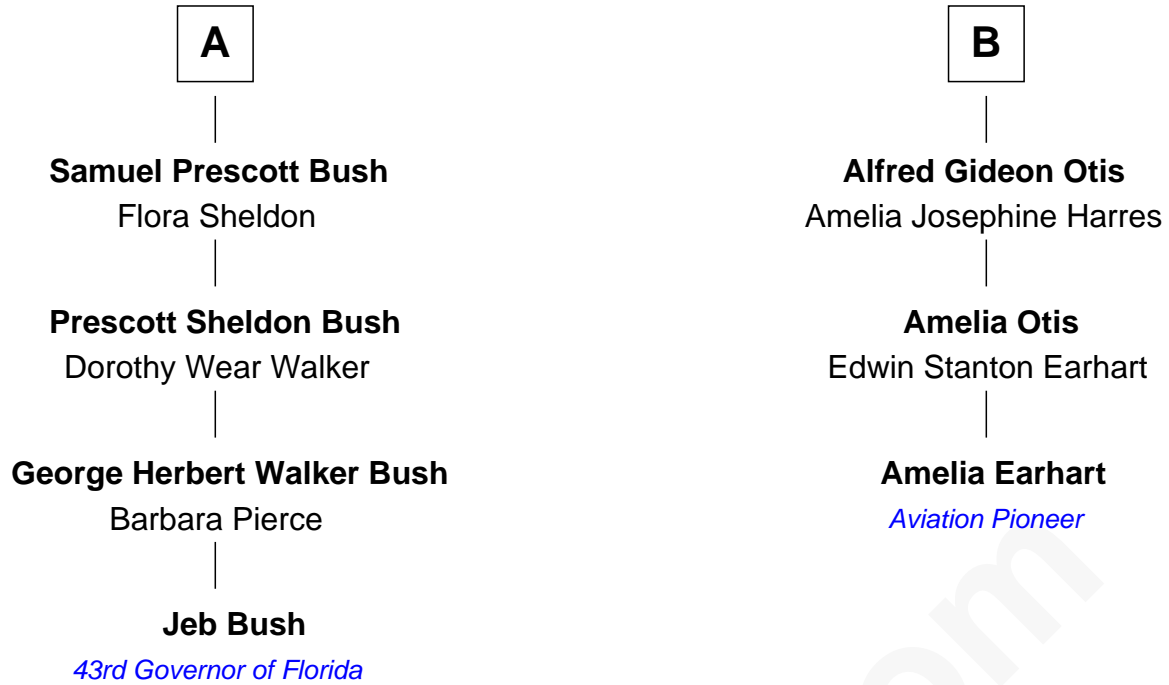 A
Samuel Prescott Bush
Flora Sheldon
Prescott Sheldon Bush
Dorothy Wear Walker
George Herbert Walker Bush
Barbara Pierce
Jeb Bush
43rd Governor of Florida
B
Alfred Gideon Otis
Amelia Josephine Harres
Amelia Otis
Edwin Stanton Earhart
Amelia Earhart
Aviation Pioneer
om